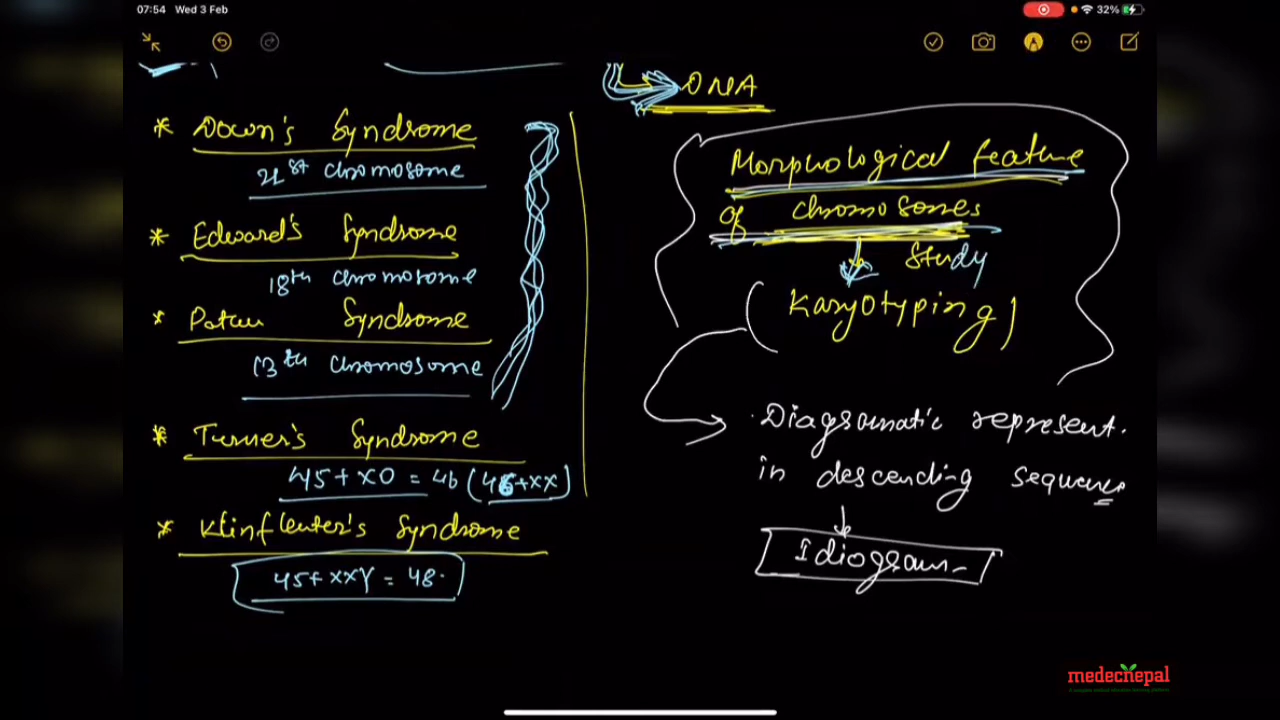 07:54 Wed 3 Feb
32%
* Down's Syndrome
21st chromosome
* Edward's Syndrome
18th chromosome
* Patau Syndrome
13th chromosome
* Turner's Syndrome
45+XO = 46 (45+XX)
* Klinflenter's Syndrome
45+XXY = 48.
DNA
Morphological feature
of chromosomes
Study
(Karyotyping)
Diagramatic represent.
in descending sequence
Idiogram
medecnepal